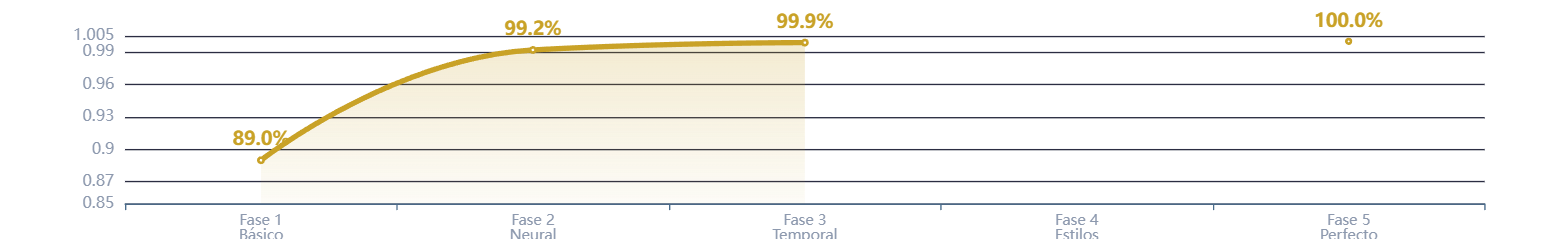 100.0%
99.9%
99.2%
1.005
0.99
0.96
0.93
89.0%
0.9
0.87
0.85
Fase 1
Básico
Fase 2
Neural
Fase 3
Temporal
Fase 4
Estilos
Fase 5
Perfecto